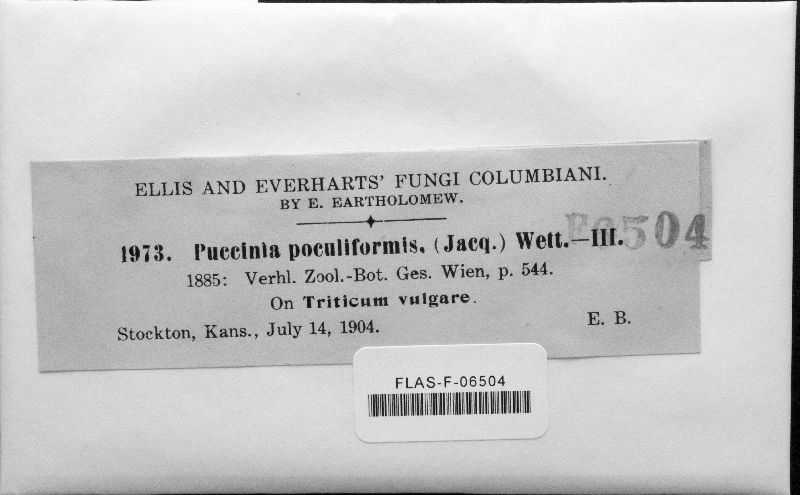 ELLIS AND EVERHARTS' FUNGI COLUMBIANI.
BY E. EARTHOLOMEW.
1973. Puccinia poculiformis. (Jacq.) Wett.—III.
F6504
1885: Verhl. Zool.-Bot. Ges. Wien, p. 544.
On Triticum vulgare.
Stockton, Kans., July 14, 1904.
E. B.
FLAS-F-06504